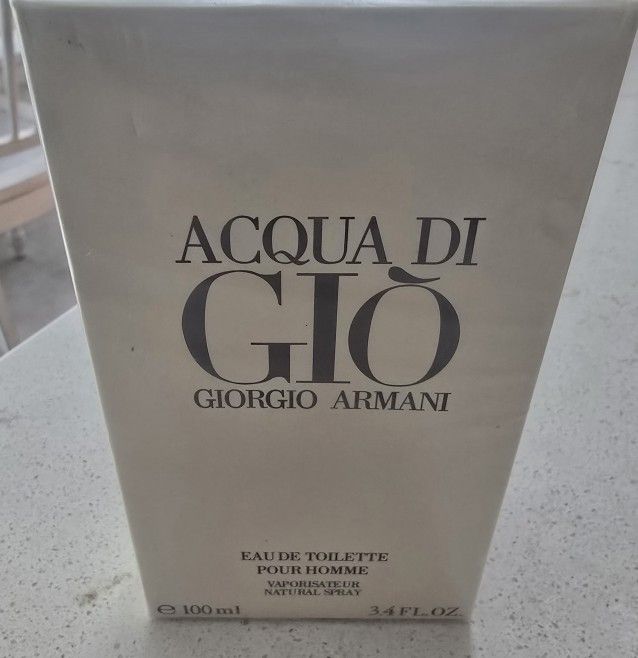 ACQUA DI
GIÒ
GIORGIO ARMANI
EAU DE TOILETTE
POUR HOMME
VAPORISATEUR
NATURAL SPRAY
℮ 100 ml 3.4 FL.OZ.